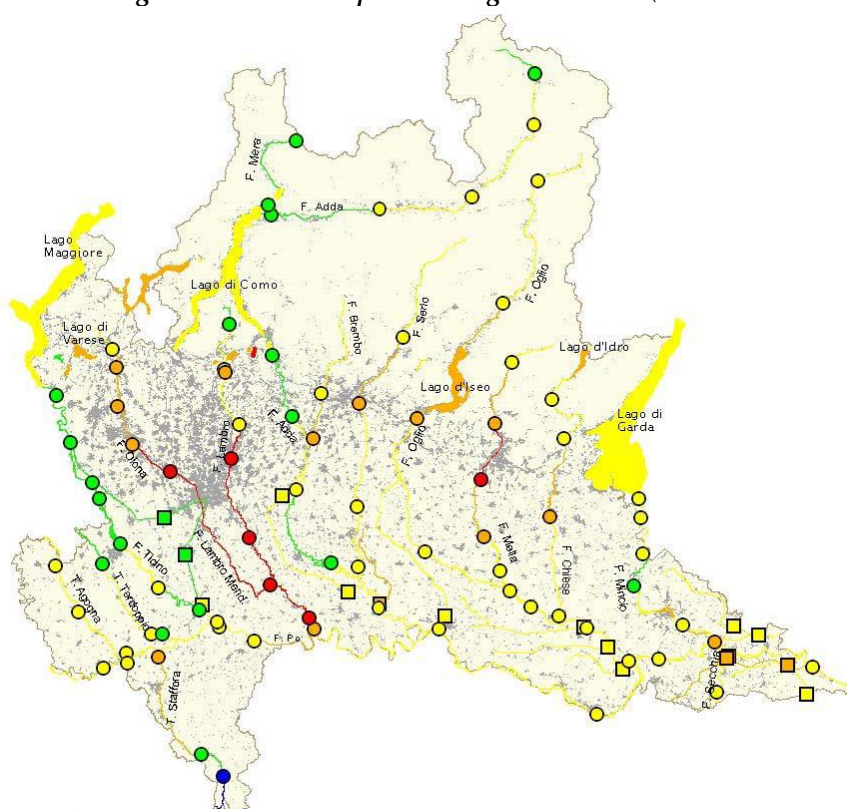 F. Mera
F. Adda
Lago
Maggiore
Lago di Como
F. Oglio
F. Serio
F. Brembo
Lago di
Varese
Lago d'Idro
Lago d'Iseo
Lago di
Garda
F. Adda
F. Lambro
F. Oglio
F. Olona
F. Ticino
F. Lambro Merid.
F. Mella
F. Chiese
F. Mincio
T. Agogna
T. Terdoppio
F. Po
F. Secchia
T. Staffora